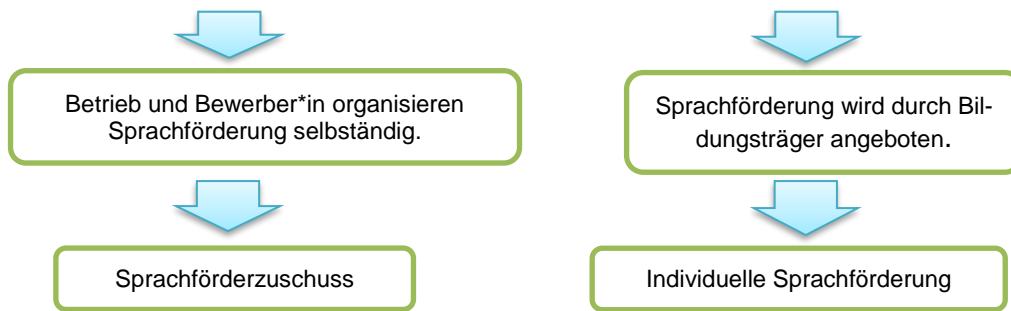 Betrieb und Bewerber*in organisieren
Sprachförderung selbständig.
Sprachförderung wird durch Bil-
dungsträger angeboten.
Sprachförderzuschuss
Individuelle Sprachförderung